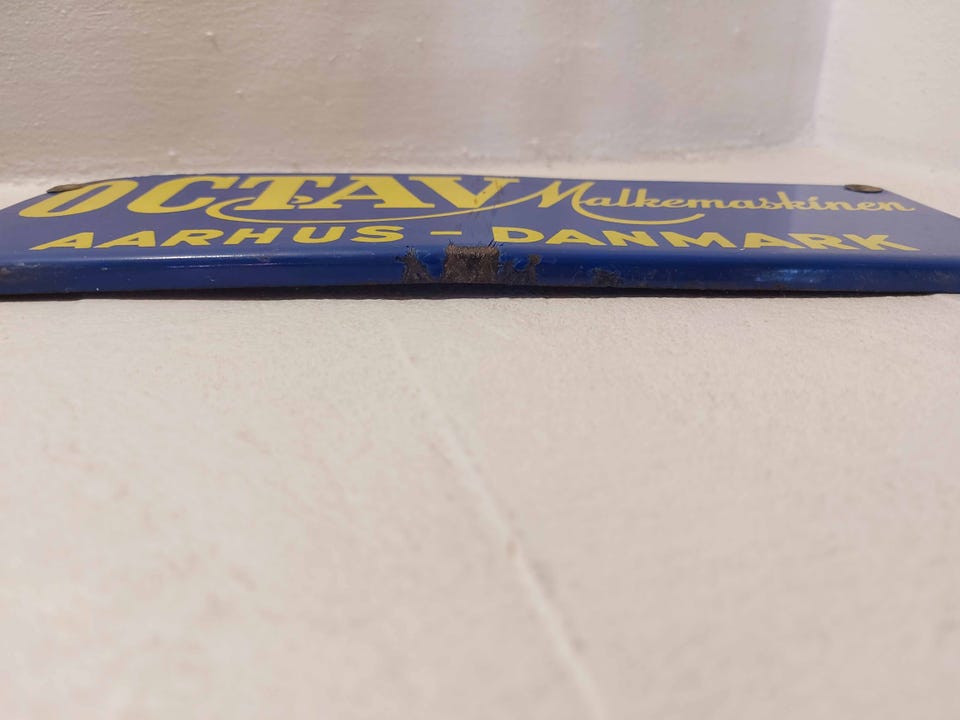 OCTAV Malkemaskinen
AARHUS - DANMARK